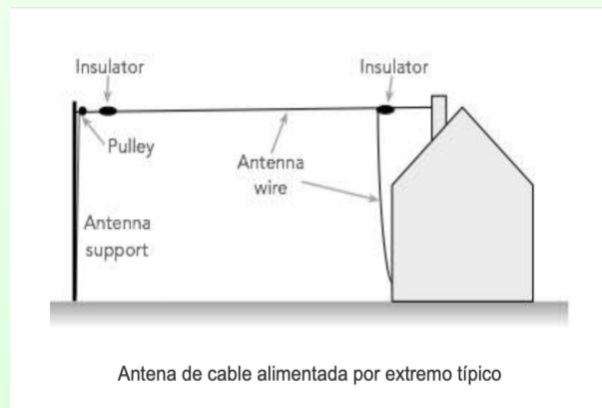 Insulator
Insulator
Pulley
Antenna
wire
Antenna
support
Antena de cable alimentada por extremo típico